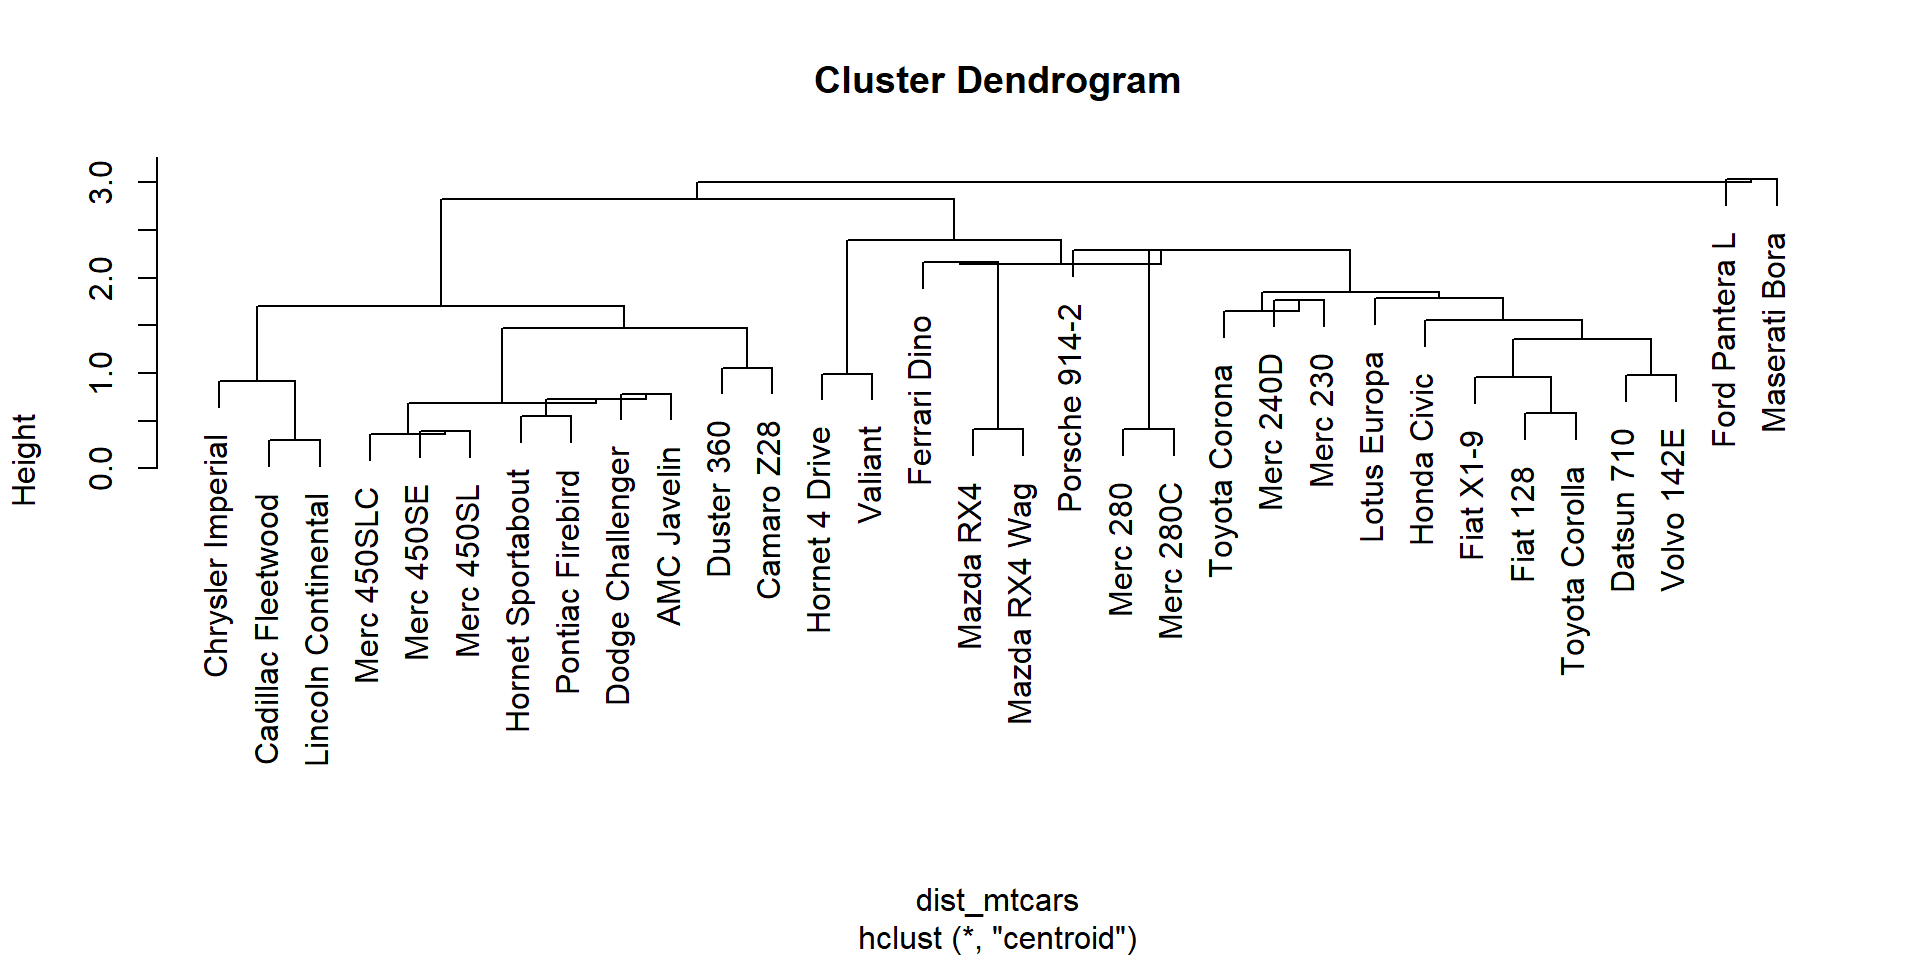 Cluster Dendrogram
Height
3.0
2.0
1.0
0.0
Chrysler Imperial
Cadillac Fleetwood
Lincoln Continental
Merc 450SLC
Merc 450SE
Merc 450SL
Hornet Sportabout
Pontiac Firebird
Dodge Challenger
AMC Javelin
Duster 360
Camaro Z28
Hornet 4 Drive
Valiant
Ferrari Dino
Mazda RX4
Mazda RX4 Wag
Porsche 914-2
Merc 280
Merc 280C
Toyota Corona
Merc 240D
Merc 230
Lotus Europa
Honda Civic
Fiat X1-9
Fiat 128
Toyota Corolla
Datsun 710
Volvo 142E
Ford Pantera L
Maserati Bora
dist_mtcars
hclust (*, "centroid")